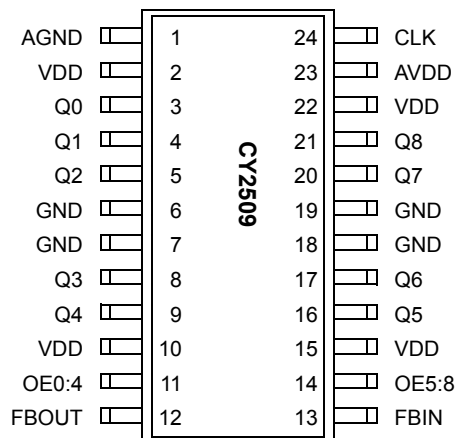 AGND 1 24 CLK
VDD 2 23 AVDD
Q0 3 22 VDD
Q1 4 21 Q8
Q2 5 20 Q7
GND 6 19 GND
GND 7 18 GND
Q3 8 17 Q6
Q4 9 16 Q5
VDD 10 15 VDD
OE0:4 11 14 OE5:8
FBOUT 12 13 FBIN
CY2509